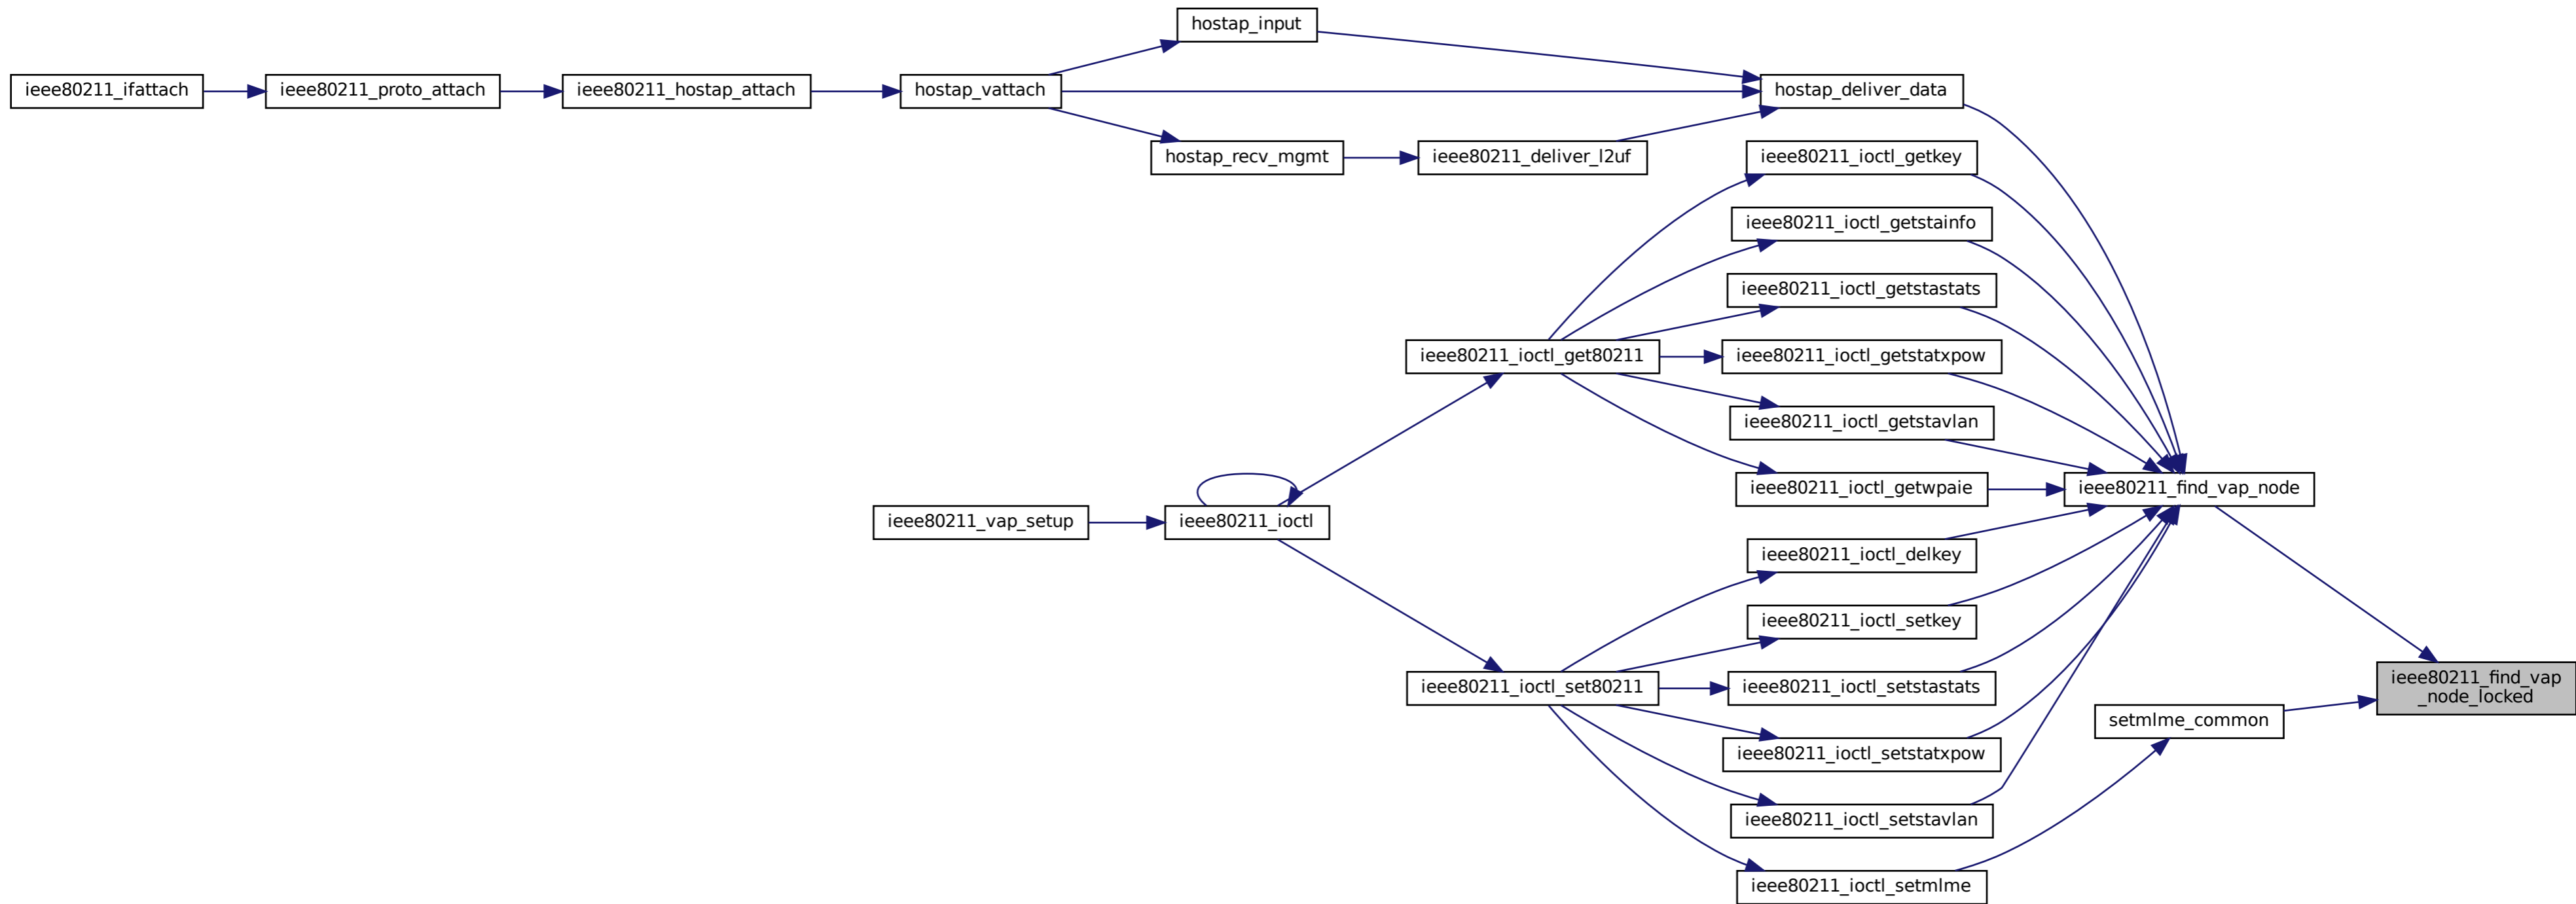 hostap_input
ieee80211_ifattach
ieee80211_proto_attach
ieee80211_hostap_attach
hostap_vattach
hostap_deliver_data
hostap_recv_mgmt
ieee80211_deliver_l2uf
ieee80211_ioctl_getkey
ieee80211_ioctl_getstainfo
ieee80211_ioctl_getstastats
ieee80211_ioctl_get80211
ieee80211_ioctl_getstatxpow
ieee80211_ioctl_getstavlan
ieee80211_ioctl_getwpaie
ieee80211_find_vap_node
ieee80211_vap_setup
ieee80211_ioctl
ieee80211_ioctl_delkey
ieee80211_ioctl_setkey
ieee80211_ioctl_set80211
ieee80211_ioctl_setstastats
ieee80211_find_vap
_node_locked
setmlme_common
ieee80211_ioctl_setstatxpow
ieee80211_ioctl_setstavlan
ieee80211_ioctl_setmlme